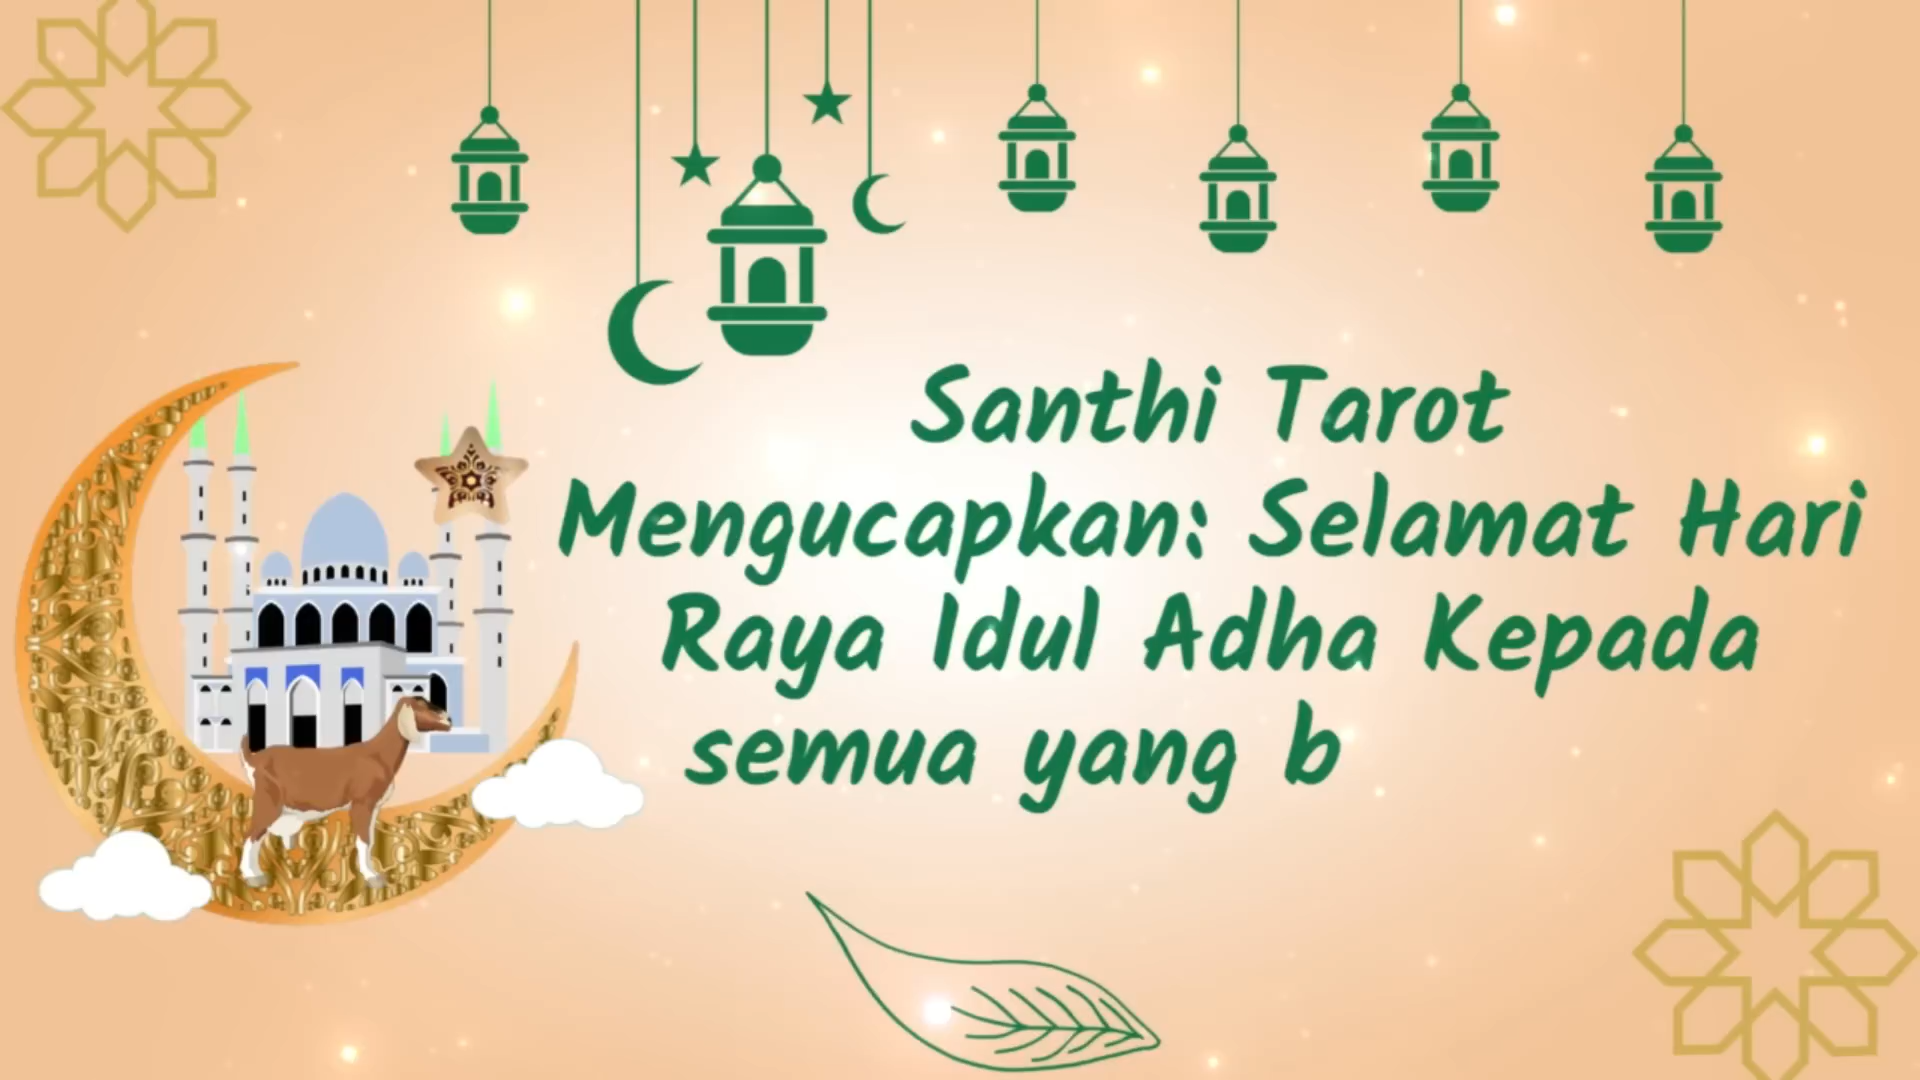 Santhi Tarot
Mengucapkan: Selamat Hari
Raya Idul Adha Kepada
semua yang b